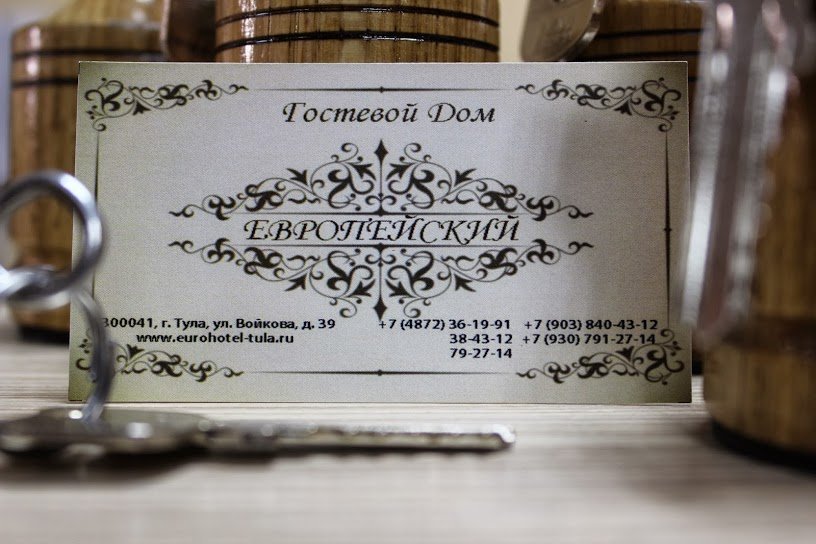 Гостевой Дом
ЕВРОПЕЙСКИЙ
300041, г. Тула, ул. Войкова, д. 39
www.eurohotel-tula.ru
+7 (4872) 36-19-91 +7 (903) 840-43-12
38-43-12 +7 (930) 791-27-14
79-27-14